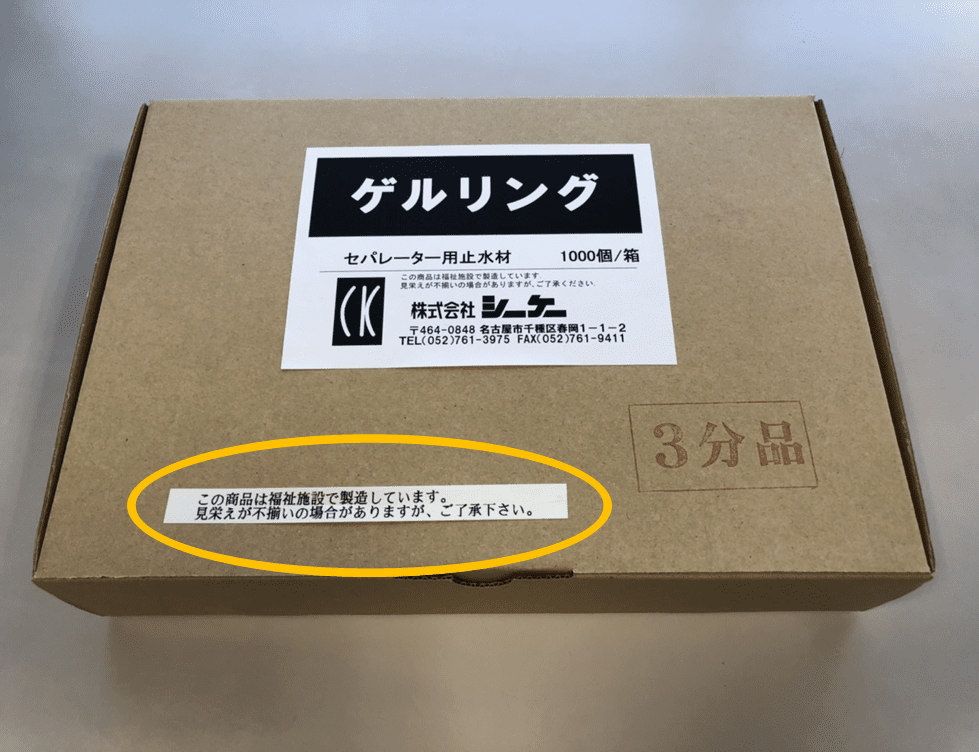 ゲルリング
セパレーター用止水材 1000個/箱
この商品は福祉施設で製造しています.
見栄えが不揃いの場合がありますが、ご了承ください.
CK
株式会社 シーケー
〒464-0848 名古屋市千種区春岡1-1-2
TEL(052)761-3975 FAX(052)761-9411
3分品
この商品は福祉施設で製造しています。
見栄えが不揃いの場合がありますが、ご了承下さい。